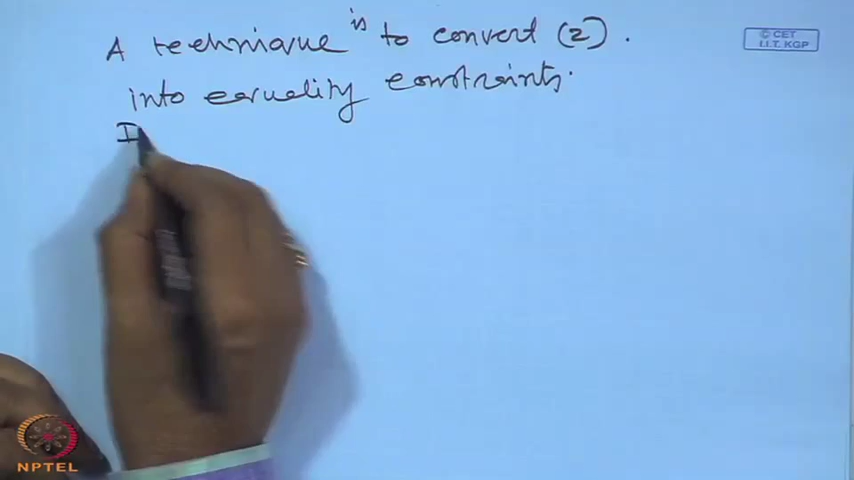 A technique is to convert (2).
into equality constraints.
I
© CET
I.I.T. KGP
NPTEL